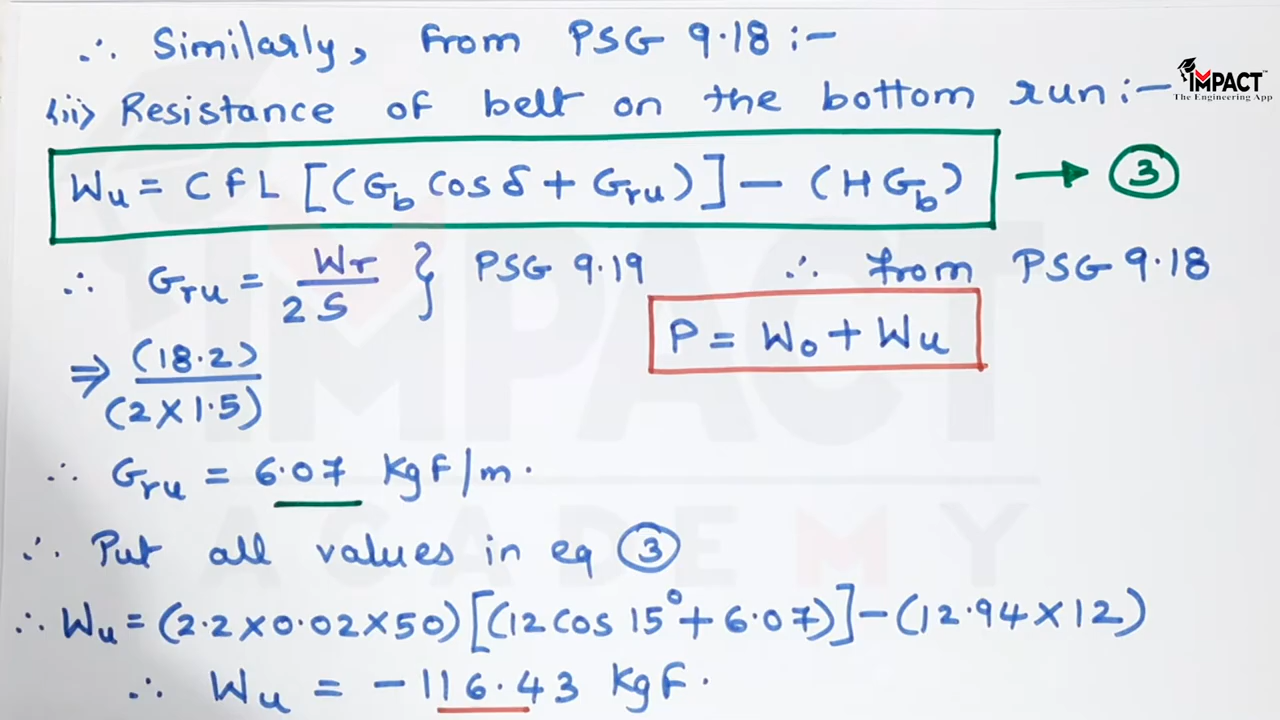 ∴ Similarly, from PSG 9.18 :-
(ii) Resistance of belt on the bottom run :-
IMPACT™
The Engineering App
Wu = C f L [(Gb Cos δ + Gru)] - (H Gb) → ③
∴ Gru = Wr / 2 S } PSG 9.19
∴ from PSG 9.18
P = Wo + Wu
⇒ (18.2) / (2 X 1.5)
∴ Gru = 6.07 Kgf/m.
∴ Put all values in eq ③
∴ Wu = (2.2 X 0.02 X 50) [(12 Cos 15° + 6.07)] - (12.94 X 12)
∴ Wu = - 116.43 Kgf.
IMPACT
ACADEMY